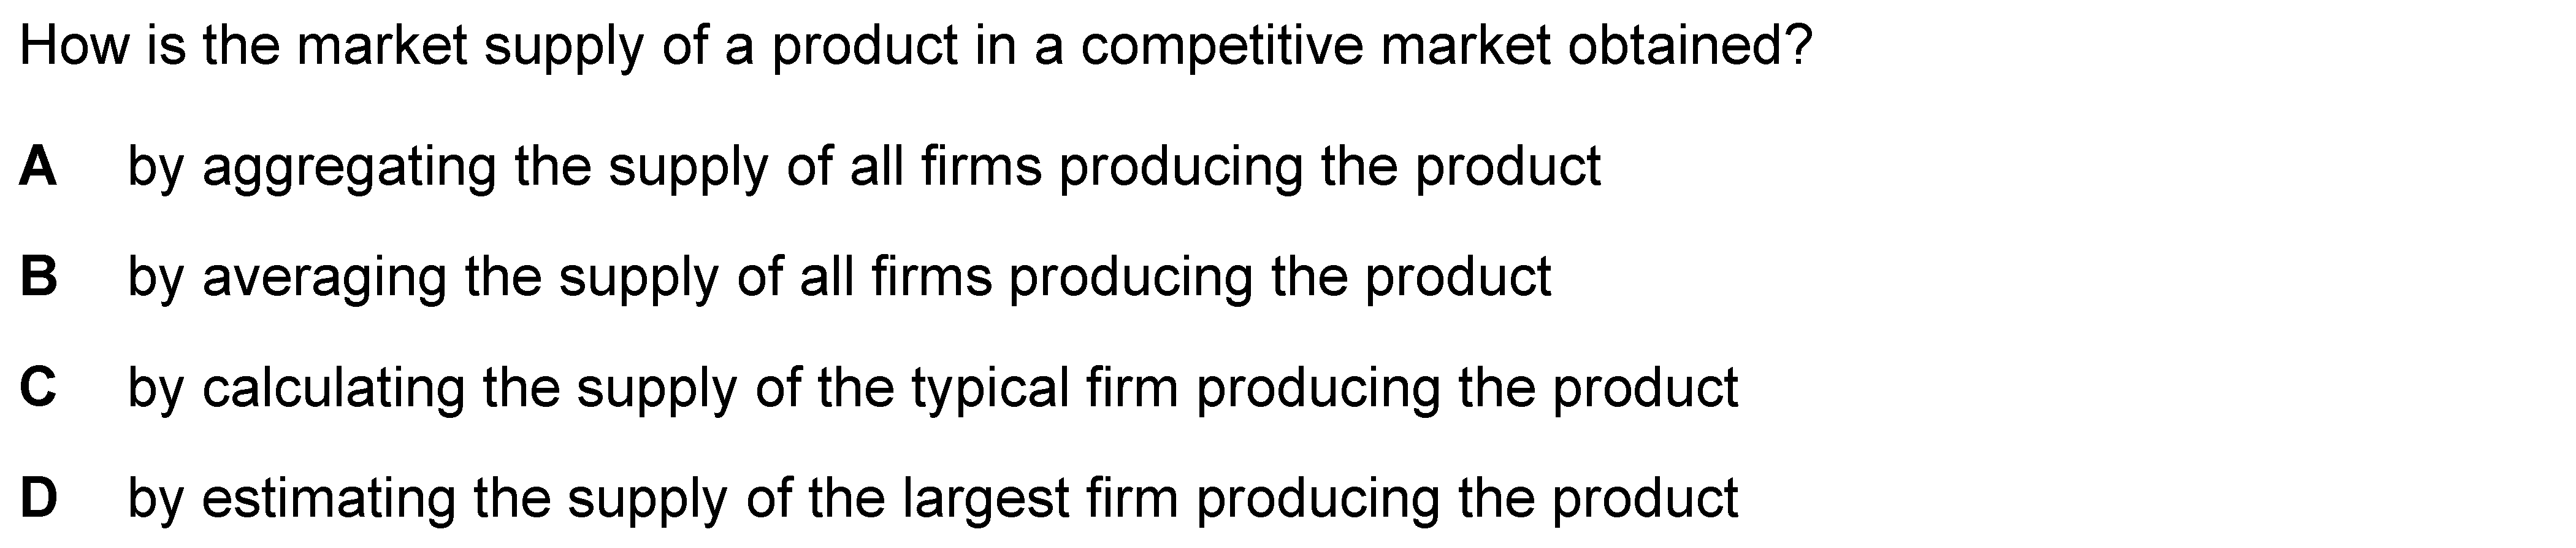 How is the market supply of a product in a competitive market obtained?
A by aggregating the supply of all firms producing the product
B by averaging the supply of all firms producing the product
C by calculating the supply of the typical firm producing the product
D by estimating the supply of the largest firm producing the product